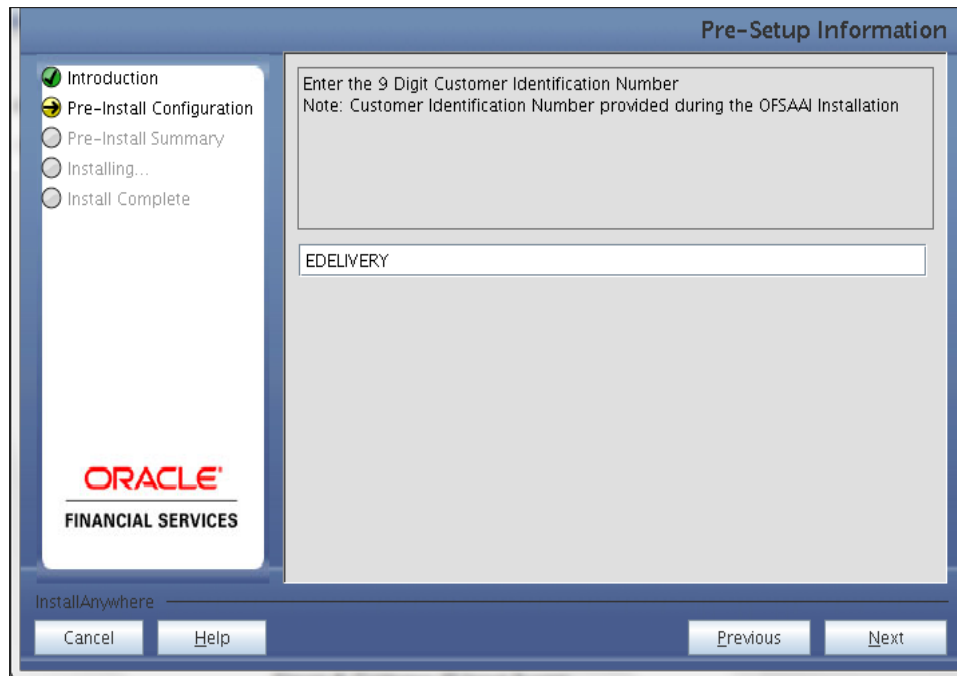 Pre-Setup Information
Introduction
Pre-Install Configuration
Pre-Install Summary
Installing...
Install Complete
Enter the 9 Digit Customer Identification Number
Note: Customer Identification Number provided during the OFSAAI Installation
EDELIVERY
ORACLE
FINANCIAL SERVICES
InstallAnywhere
Cancel
Help
Previous
Next